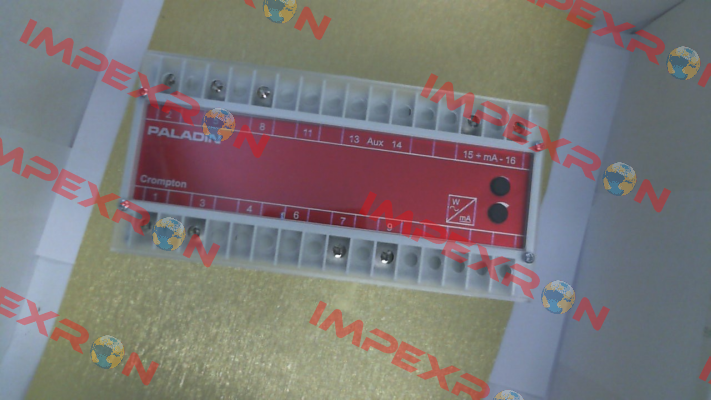 IMPEXRON
IMPEXRON
IMPEXRON
2 5 8 11 13 Aux 14 15 + mA - 16
PALADIN
IMPEXRON
Crompton
W
mA
1 3 4 6 7 9
IMPEXRON
IMPEXRON
IMPEXRON
IMPEXRON